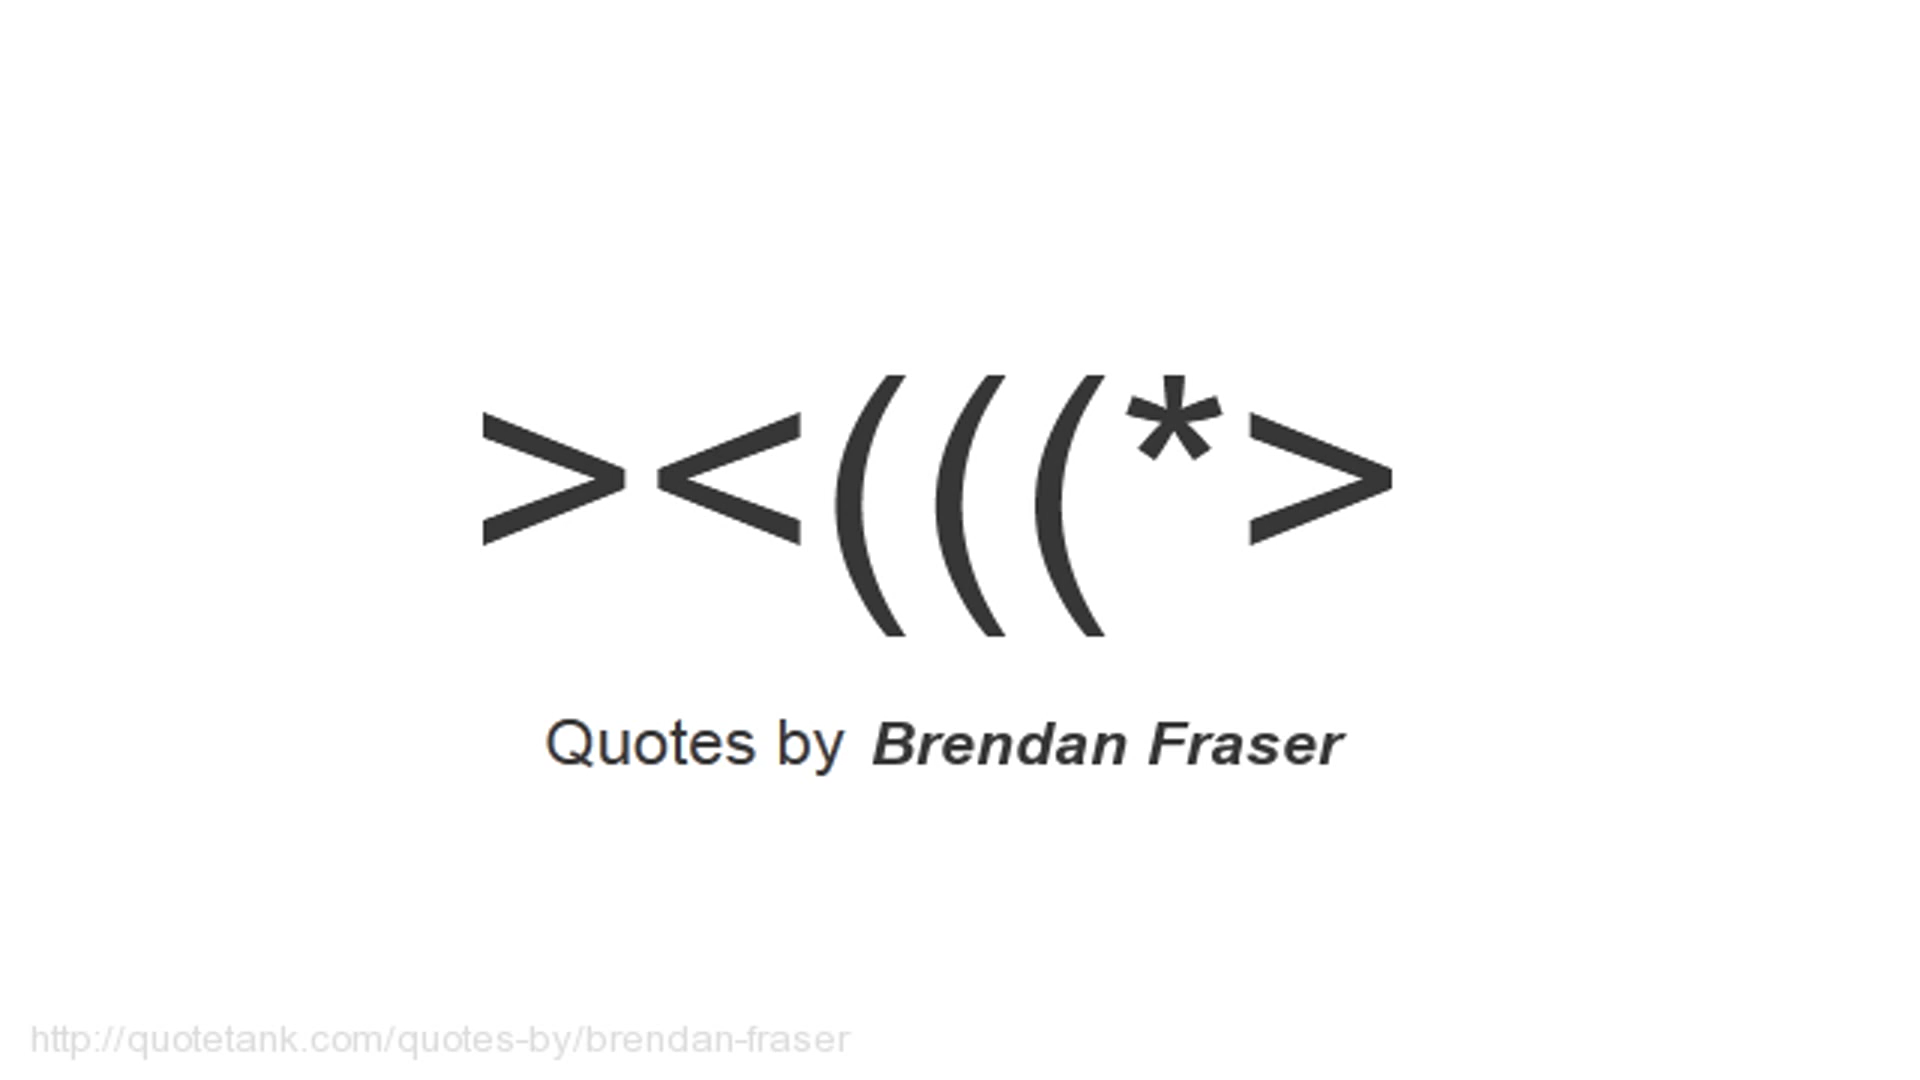 ><(((*>
Quotes by Brendan Fraser
http://quotetank.com/quotes-by/brendan-fraser